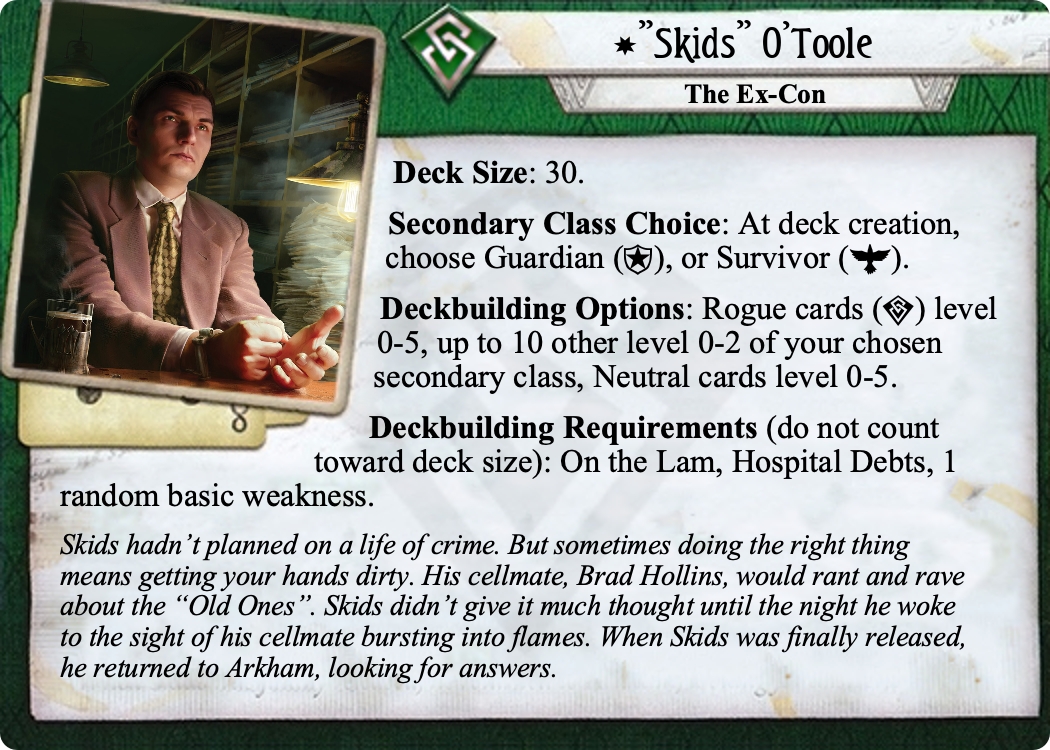 "Skids" O'Toole
The Ex-Con
Deck Size: 30.
Secondary Class Choice: At deck creation,
choose Guardian (), or Survivor ().
Deckbuilding Options: Rogue cards () level
0-5, up to 10 other level 0-2 of your chosen
secondary class, Neutral cards level 0-5.
Deckbuilding Requirements (do not count
toward deck size): On the Lam, Hospital Debts, 1
random basic weakness.
Skids hadn't planned on a life of crime. But sometimes doing the right thing
means getting your hands dirty. His cellmate, Brad Hollins, would rant and rave
about the “Old Ones”. Skids didn't give it much thought until the night he woke
to the sight of his cellmate bursting into flames. When Skids was finally released,
he returned to Arkham, looking for answers.